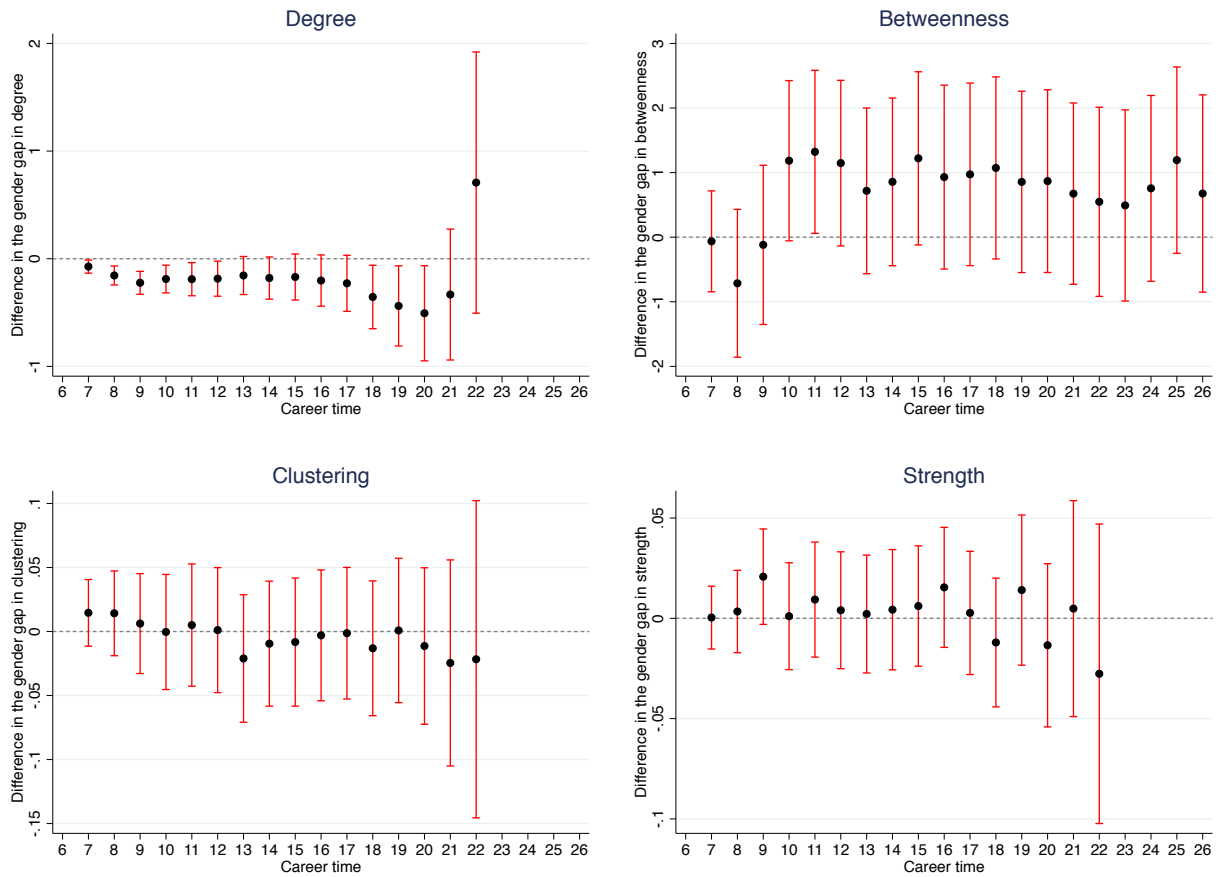 Degree
Difference in the gender gap in degree
2
1
0
-1
6 7 8 9 10 11 12 13 14 15 16 17 18 19 20 21 22 23 24 25 26
Career time
Betweenness
Difference in the gender gap in betweenness
3
2
1
0
-1
-2
6 7 8 9 10 11 12 13 14 15 16 17 18 19 20 21 22 23 24 25 26
Career time
Clustering
Difference in the gender gap in clustering
.1
.05
0
-.05
-.1
-.15
6 7 8 9 10 11 12 13 14 15 16 17 18 19 20 21 22 23 24 25 26
Career time
Strength
Difference in the gender gap in strength
.05
0
-.05
-.1
6 7 8 9 10 11 12 13 14 15 16 17 18 19 20 21 22 23 24 25 26
Career time